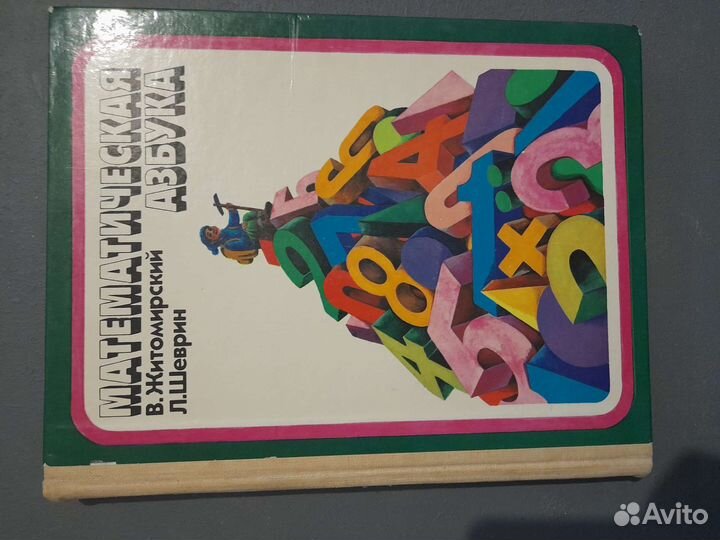 МАТЕМАТИЧЕСКАЯ
АЗБУКА
В. Житомирский
Л. Шеврин
Avito